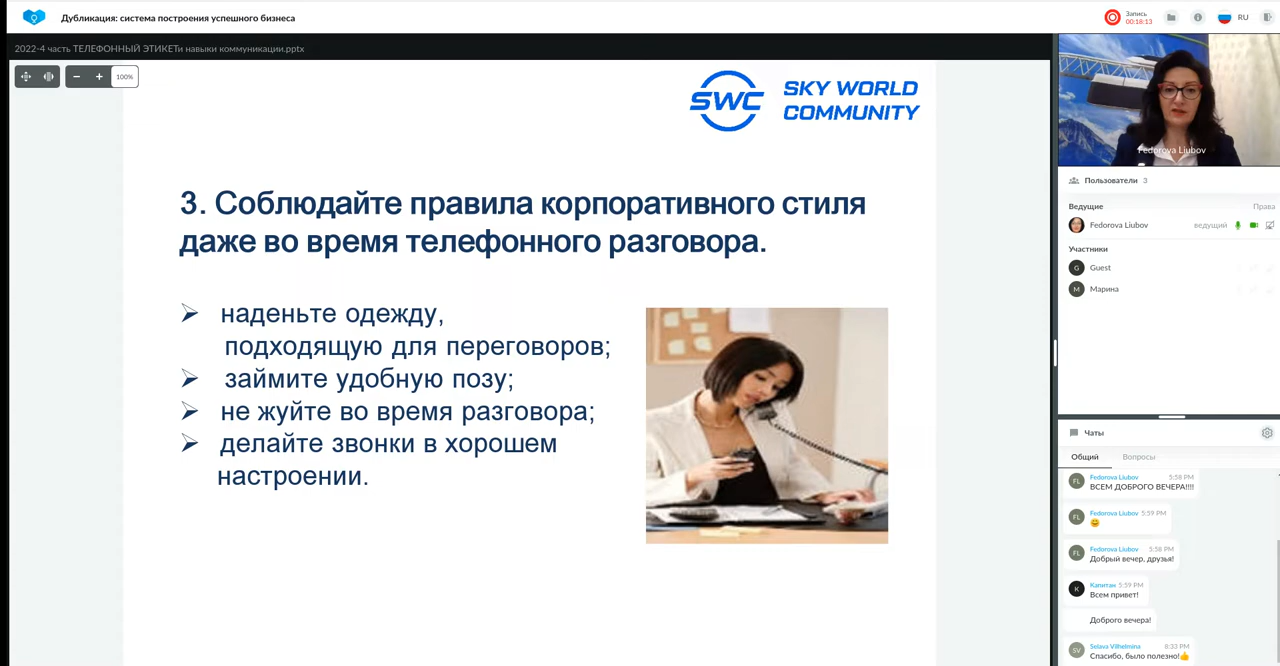 Дубликация: система построения успешного бизнеса
Запись
00:18:13
RU
2022-4 часть ТЕЛЕФОННЫЙ ЭТИКЕТи навыки коммуникации.pptx
100%
SWC
SKY WORLD
COMMUNITY
3. Соблюдайте правила корпоративного стиля
даже во время телефонного разговора.
наденьте одежду,
подходящую для переговоров;
займите удобную позу;
не жуйте во время разговора;
делайте звонки в хорошем
настроении.
Fedorova Liubov
Пользователи 3
Ведущие Права
Fedorova Liubov ведущий
Участники
G Guest
М Марина
Чаты
Общий Вопросы
FL Fedorova Liubov 5:58 PM
ВСЕМ ДОБРОГО ВЕЧЕРА!!!!
FL Fedorova Liubov 5:59 PM
😊
FL Fedorova Liubov 5:58 PM
Добрый вечер, друзья!
К Капитан 5:59 PM
Всем привет!
Доброго вечера!
SV Selava Vilhelmina 8:33 PM
Спасибо, было полезно!👍